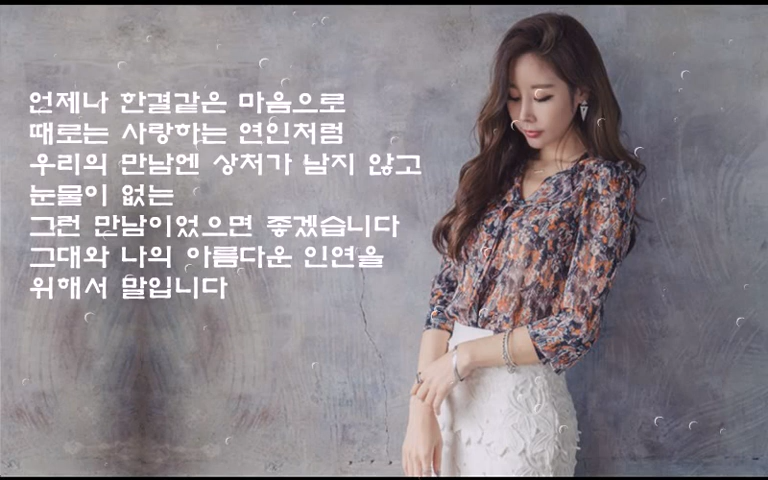 언제나 한결같은 마음으로
때로는 사랑하는 연인처럼
우리의 만남엔 상처가 남지 않고
눈물이 없는
그런 만남이었으면 좋겠습니다
그대와 나의 아름다운 인연을
위해서 말입니다